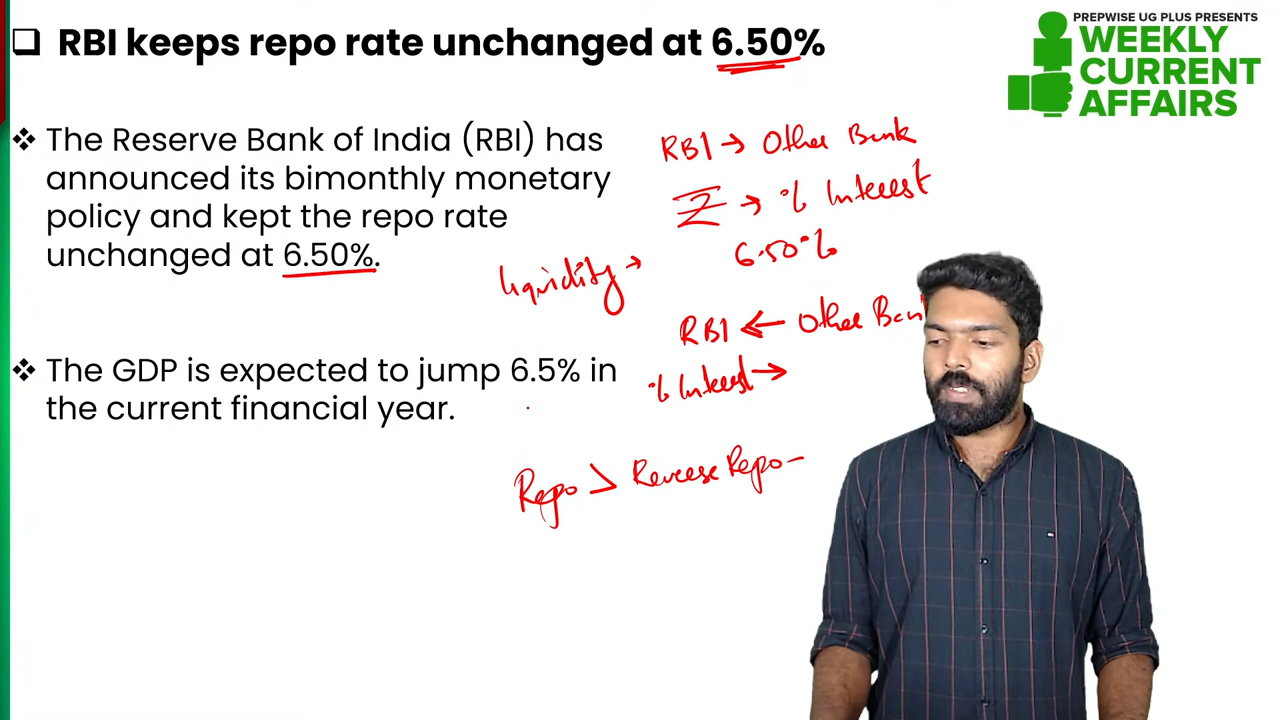 ❑ RBI keeps repo rate unchanged at 6.50%
PREPWISE UG PLUS PRESENTS
WEEKLY
CURRENT
AFFAIRS
❖ The Reserve Bank of India (RBI) has
announced its bimonthly monetary
policy and kept the repo rate
unchanged at 6.50%.
RBI → Other Bank
→ % Interest
6.50%
liquidity →
RBI ← Other Ban
% Interest →
❖ The GDP is expected to jump 6.5% in
the current financial year.
Repo > Reverse Repo -